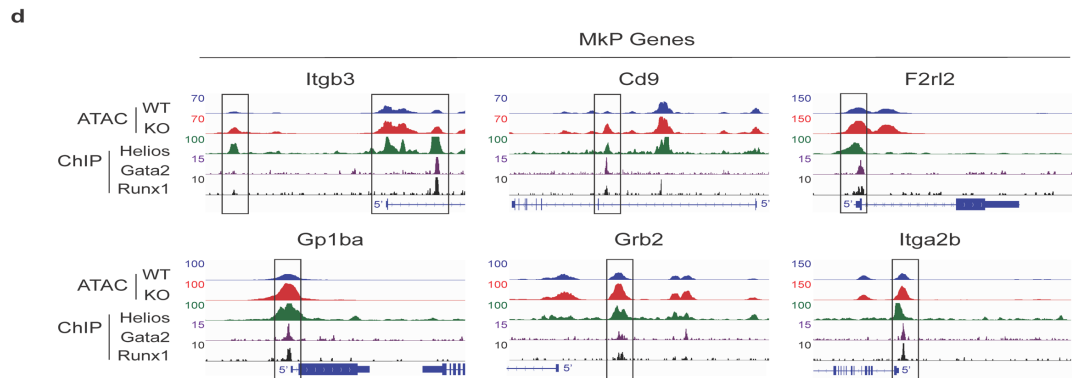 d
MkP Genes
Itgb3 Cd9 F2rl2
ATAC WT 70 70 150
KO 70 70 150
ChIP Helios 100 100 100
Gata2 15 15 15
Runx1 10 10 10
5' 5' 5'
Gp1ba Grb2 Itga2b
ATAC WT 100 100 150
KO 100 100 150
ChIP Helios 100 100 100
Gata2 15 15 15
Runx1 10 10 10
5' 5' 5'